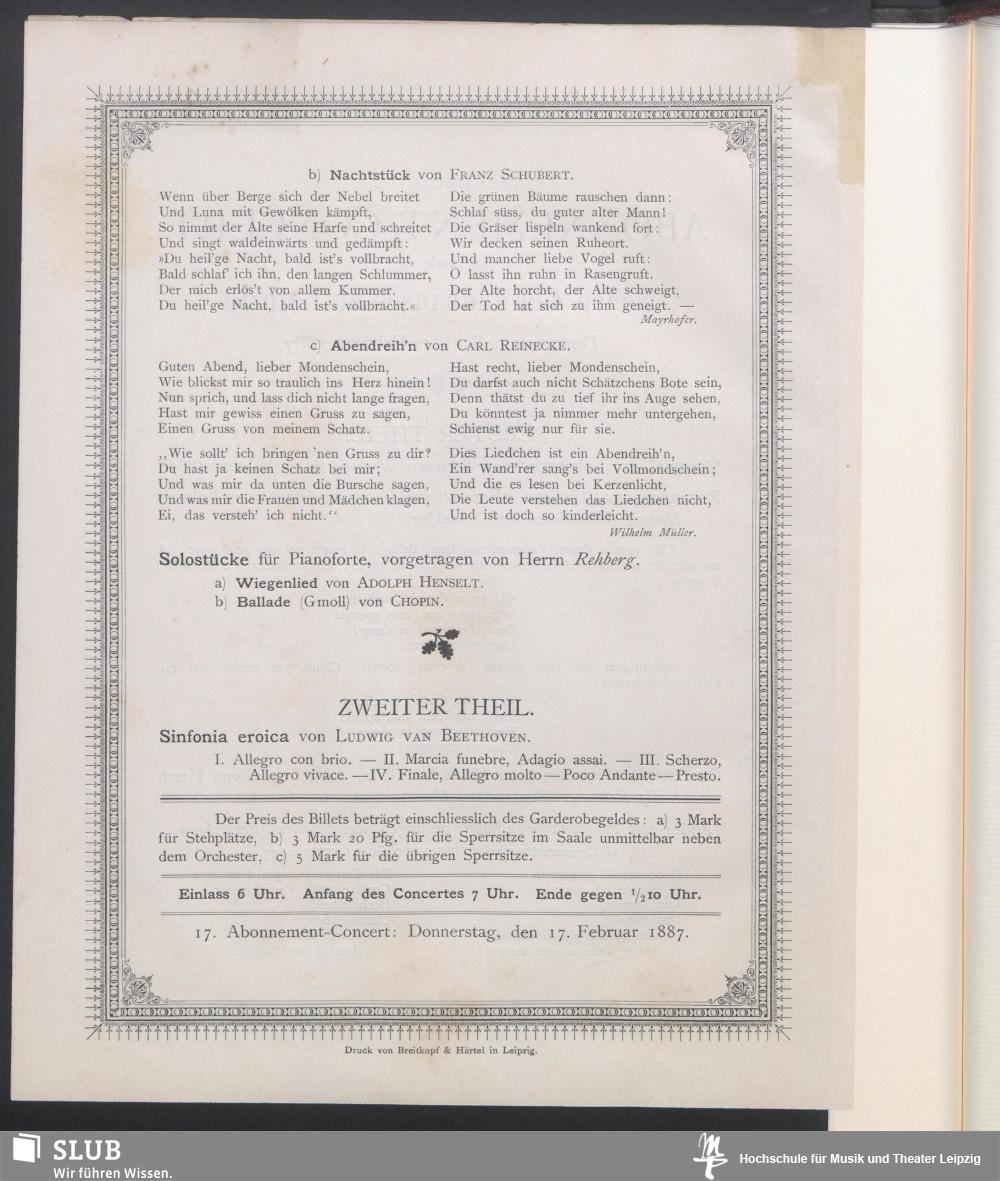 b) Nachtstück von FRANZ SCHUBERT.
Wenn über Berge sich der Nebel breitet
Und Luna mit Gewölken kämpft,
So nimmt der Alte seine Harfe und schreitet
Und singt waldeinwärts und gedämpft:
»Du heil'ge Nacht, bald ist's vollbracht,
Bald schlaf' ich ihn, den langen Schlummer,
Der mich erlös't von allem Kummer.
Du heil'ge Nacht, bald ist's vollbracht.«
Die grünen Bäume rauschen dann:
Schlaf süss, du guter alter Mann!
Die Gräser lispeln wankend fort:
Wir decken seinen Ruheort.
Und mancher liebe Vogel ruft:
O lasst ihn ruhn in Rasengruft.
Der Alte horcht, der Alte schweigt,
Der Tod hat sich zu ihm geneigt. —
Mayrhofer.
c) Abendreih'n von CARL REINECKE.
Guten Abend, lieber Mondenschein,
Wie blickst mir so traulich ins Herz hinein!
Nun sprich, und lass dich nicht lange fragen,
Hast mir gewiss einen Gruss zu sagen,
Einen Gruss von meinem Schatz.
,,Wie sollt' ich bringen 'nen Gruss zu dir?
Du hast ja keinen Schatz bei mir;
Und was mir da unten die Bursche sagen,
Und was mir die Frauen und Mädchen klagen,
Ei, das versteh' ich nicht.‘‘
Hast recht, lieber Mondenschein,
Du darfst auch nicht Schätzchens Bote sein,
Denn thätst du zu tief ihr ins Auge sehen,
Du könntest ja nimmer mehr untergehen,
Schienst ewig nur für sie.
Dies Liedchen ist ein Abendreih'n,
Ein Wand'rer sang's bei Vollmondschein;
Und die es lesen bei Kerzenlicht,
Die Leute verstehen das Liedchen nicht,
Und ist doch so kinderleicht.
Wilhelm Müller.
Solostücke für Pianoforte, vorgetragen von Herrn Rehberg.
a) Wiegenlied von ADOLPH HENSELT.
b) Ballade (Gmoll) von CHOPIN.
ZWEITER THEIL.
Sinfonia eroica von LUDWIG VAN BEETHOVEN.
I. Allegro con brio. — II. Marcia funebre, Adagio assai. — III. Scherzo,
Allegro vivace. — IV. Finale, Allegro molto — Poco Andante — Presto.
Der Preis des Billets beträgt einschliesslich des Garderobegeldes: a) 3 Mark
für Stehplätze, b) 3 Mark 20 Pfg. für die Sperrsitze im Saale unmittelbar neben
dem Orchester, c) 5 Mark für die übrigen Sperrsitze.
Einlass 6 Uhr. Anfang des Concertes 7 Uhr. Ende gegen 1/2 10 Uhr.
17. Abonnement-Concert: Donnerstag, den 17. Februar 1887.
Druck von Breitkopf & Härtel in Leipzig.
SLUB
Wir führen Wissen.
Hochschule für Musik und Theater Leipzig